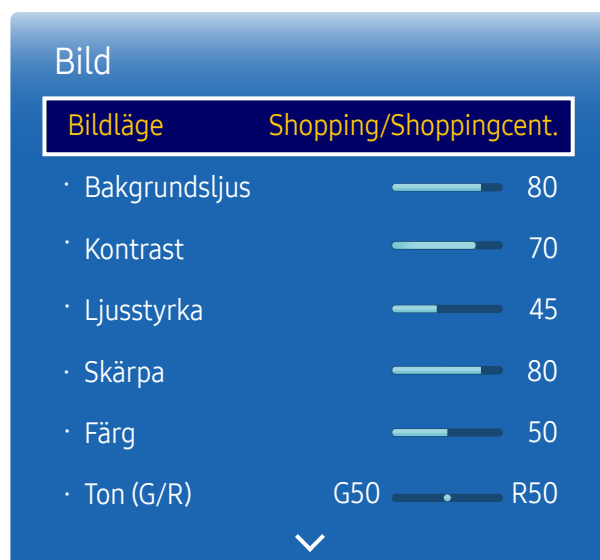 Bild
Bildläge Shopping/Shoppingcent.
· Bakgrundsljus 80
· Kontrast 70
· Ljusstyrka 45
· Skärpa 80
· Färg 50
· Ton (G/R) G50 R50